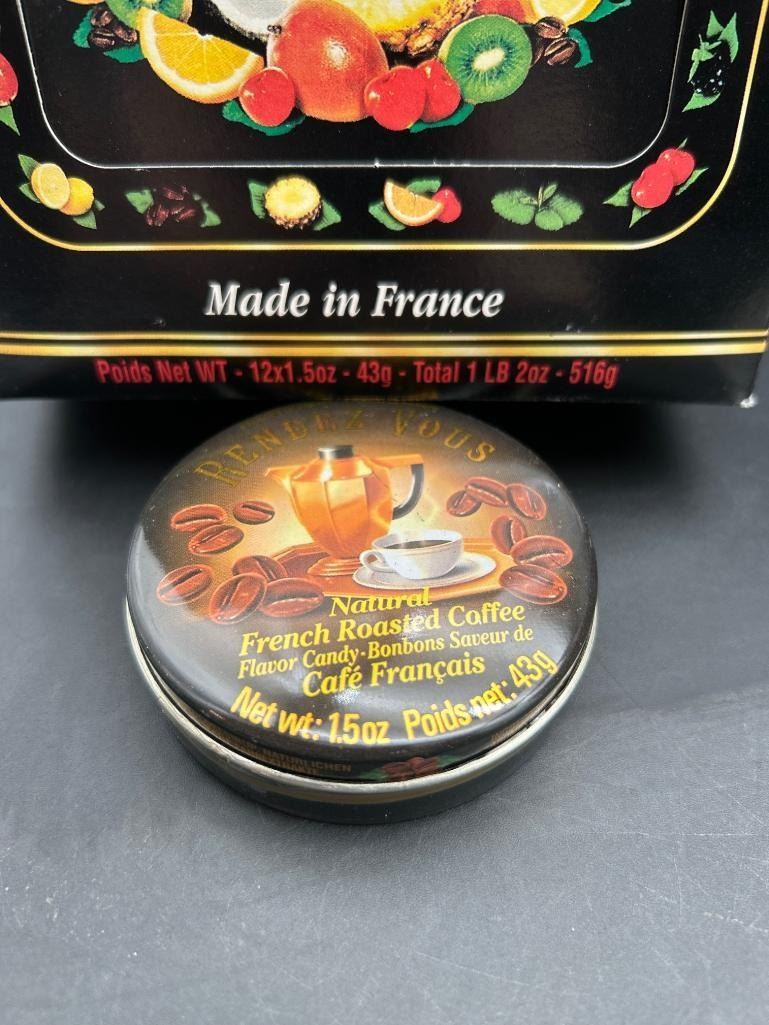 Made in France
Poids Net WT - 12x1.5oz - 43g - Total 1 LB 2oz - 516g
RENDEZ VOUS
Natural
French Roasted Coffee
Flavor Candy-Bonbons Saveur de
Café Français
Net wt: 1.5oz Poids net: 43g
NATÜRLICHEN